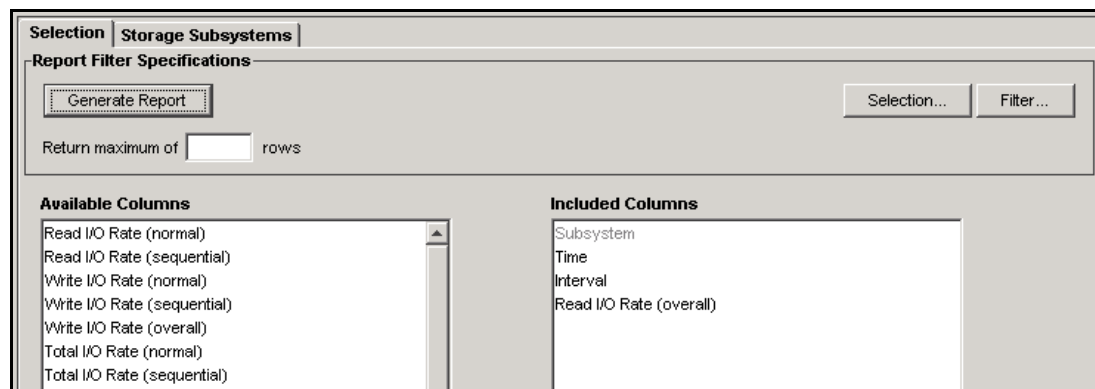 Selection Storage Subsystems
Report Filter Specifications
Generate Report Selection... Filter...
Return maximum of rows
Available Columns
Read I/O Rate (normal)
Read I/O Rate (sequential)
Write I/O Rate (normal)
Write I/O Rate (sequential)
Write I/O Rate (overall)
Total I/O Rate (normal)
Total I/O Rate (sequential)
Included Columns
Subsystem
Time
Interval
Read I/O Rate (overall)